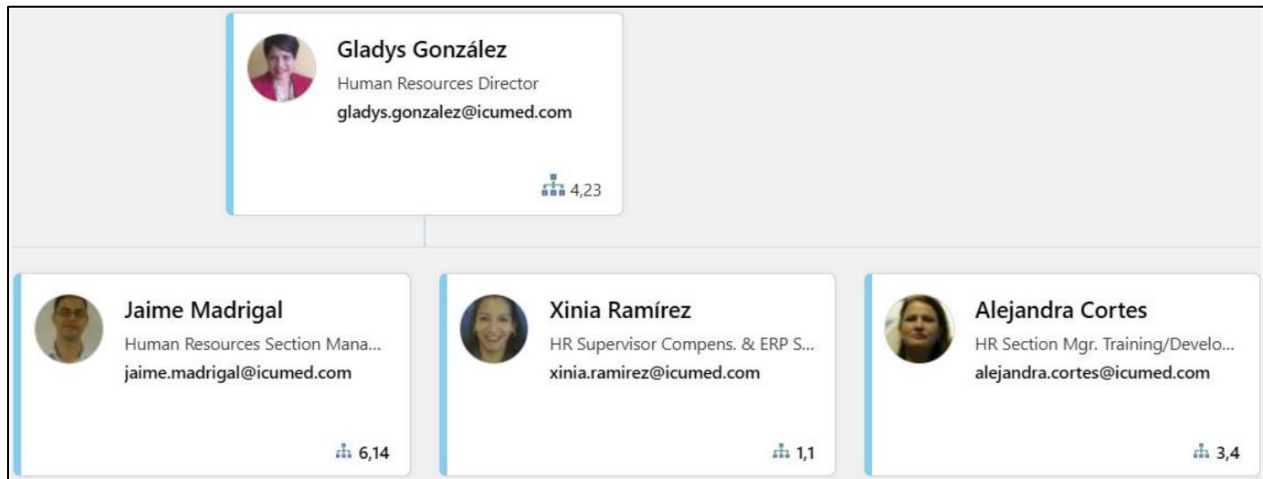 Gladys González
Human Resources Director
gladys.gonzalez@icumed.com
4,23
Jaime Madrigal
Human Resources Section Mana...
jaime.madrigal@icumed.com
6,14
Xinia Ramírez
HR Supervisor Compens. & ERP S...
xinia.ramirez@icumed.com
1,1
Alejandra Cortes
HR Section Mgr. Training/Develo...
alejandra.cortes@icumed.com
3,4